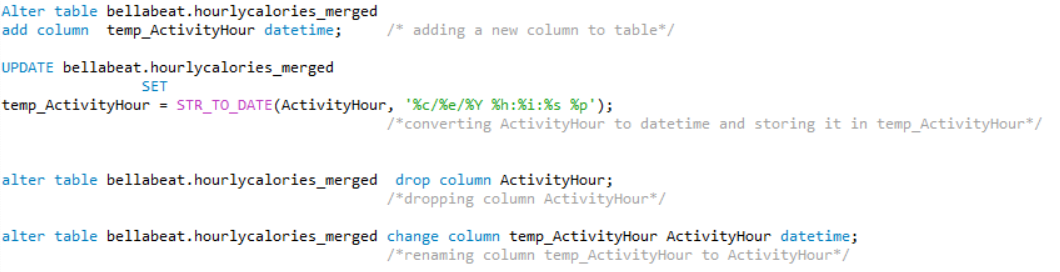 Alter table bellabeat.hourlycalories_merged
add column  temp_ActivityHour datetime;     /* adding a new column to table*/
UPDATE bellabeat.hourlycalories_merged
SET
temp_ActivityHour = STR_TO_DATE(ActivityHour, '%c/%e/%Y %h:%i:%s %p');
/*converting ActivityHour to datetime and storing it in temp_ActivityHour*/
alter table bellabeat.hourlycalories_merged  drop column ActivityHour;
/*dropping column ActivityHour*/
alter table bellabeat.hourlycalories_merged change column temp_ActivityHour ActivityHour datetime;
/*renaming column temp_ActivityHour to ActivityHour*/